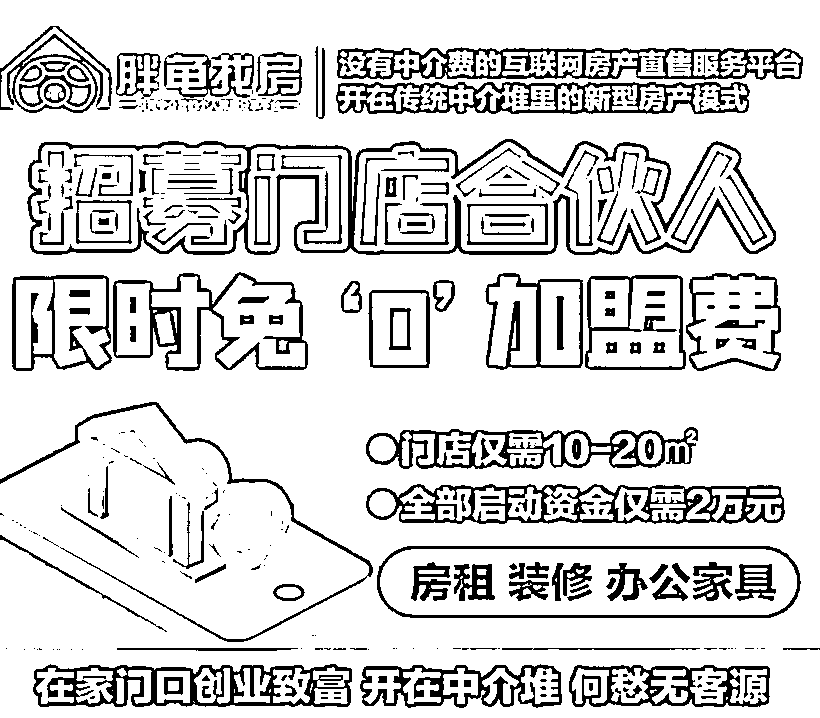 胖龟找房
没有中介费的互联网房产直售服务平台
开在传统中介堆里的新型房产模式
招募门店合伙人
限时免‘0’加盟费
●门店仅需10-20㎡
●全部启动资金仅需2万元
房租 装修 办公家具
在家门口创业致富 开在中介堆 何愁无客源